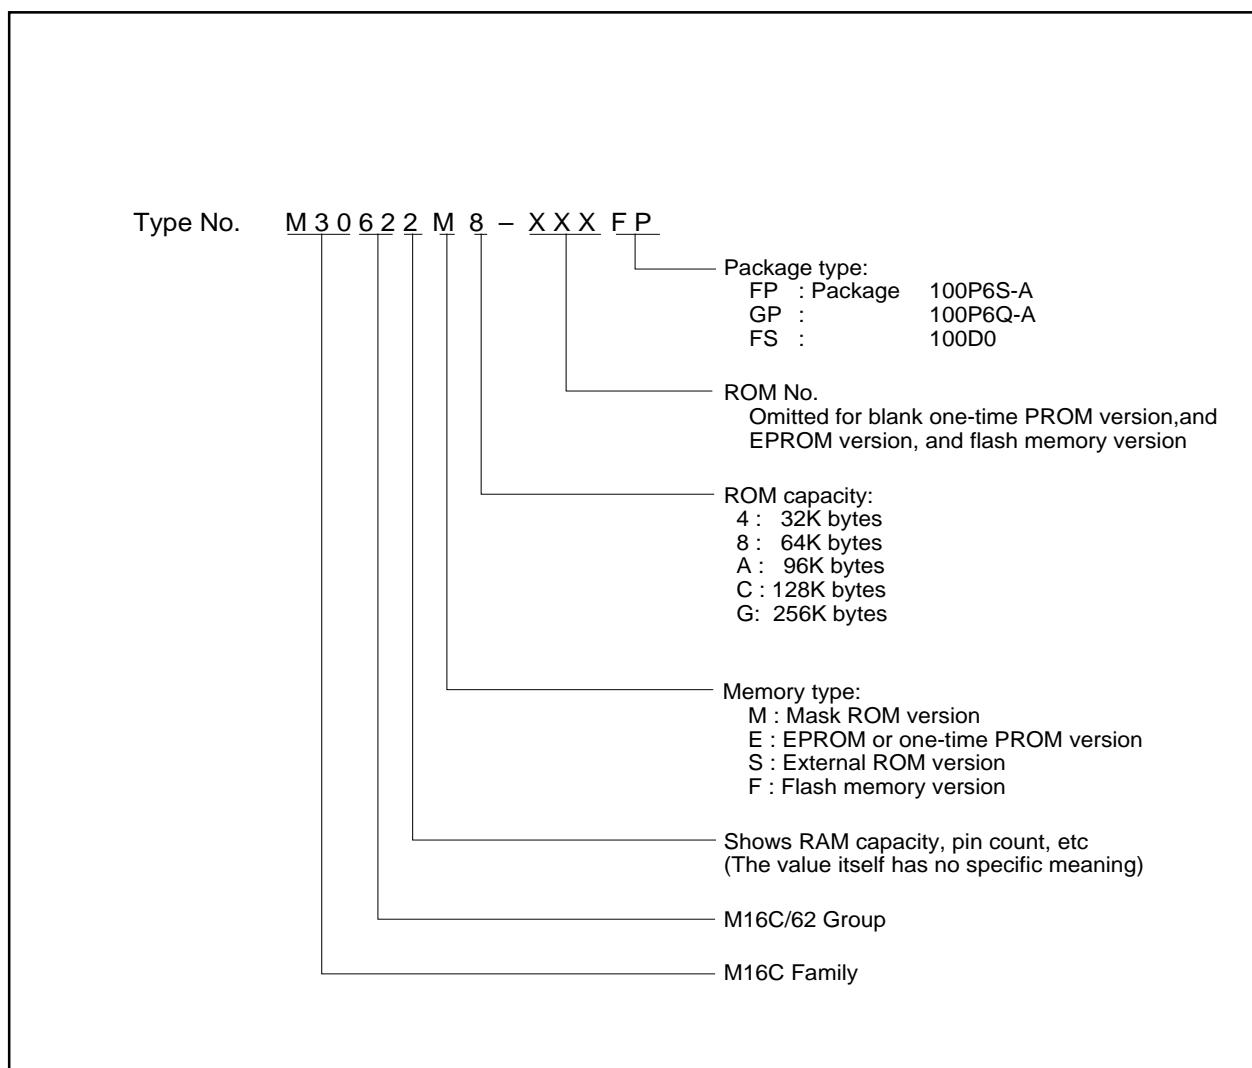 Type No. M 3 0 6 2 2 M 8 – X X X F P
Package type:
FP : Package 100P6S-A
GP : 100P6Q-A
FS : 100D0
ROM No.
Omitted for blank one-time PROM version,and
EPROM version, and flash memory version
ROM capacity:
4 : 32K bytes
8 : 64K bytes
A : 96K bytes
C : 128K bytes
G: 256K bytes
Memory type:
M : Mask ROM version
E : EPROM or one-time PROM version
S : External ROM version
F : Flash memory version
Shows RAM capacity, pin count, etc
(The value itself has no specific meaning)
M16C/62 Group
M16C Family